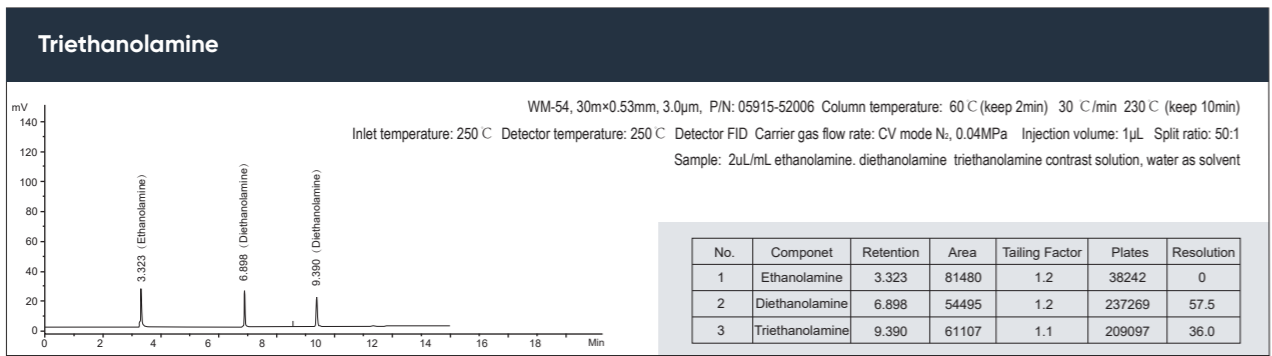 Triethanolamine
WM-54, 30m×0.53mm, 3.0μm, P/N: 05915-52006 Column temperature: 60℃(keep 2min) 30 ℃/min 230℃ (keep 10min)
Inlet temperature: 250℃ Detector temperature: 250℃ Detector FID Carrier gas flow rate: CV mode N₂, 0.04MPa Injection volume: 1μL Split ratio: 50:1
Sample: 2uL/mL ethanolamine. diethanolamine triethanolamine contrast solution, water as solvent
mV
140
120
100
80
60
40
20
0
3.323 (Ethanolamine)
6.898 (Diethanolamine)
9.390 (Diethanolamine)
0 2 4 6 8 10 12 14 16 18 Min
No. Componet Retention Area Tailing Factor Plates Resolution
1 Ethanolamine 3.323 81480 1.2 38242 0
2 Diethanolamine 6.898 54495 1.2 237269 57.5
3 Triethanolamine 9.390 61107 1.1 209097 36.0